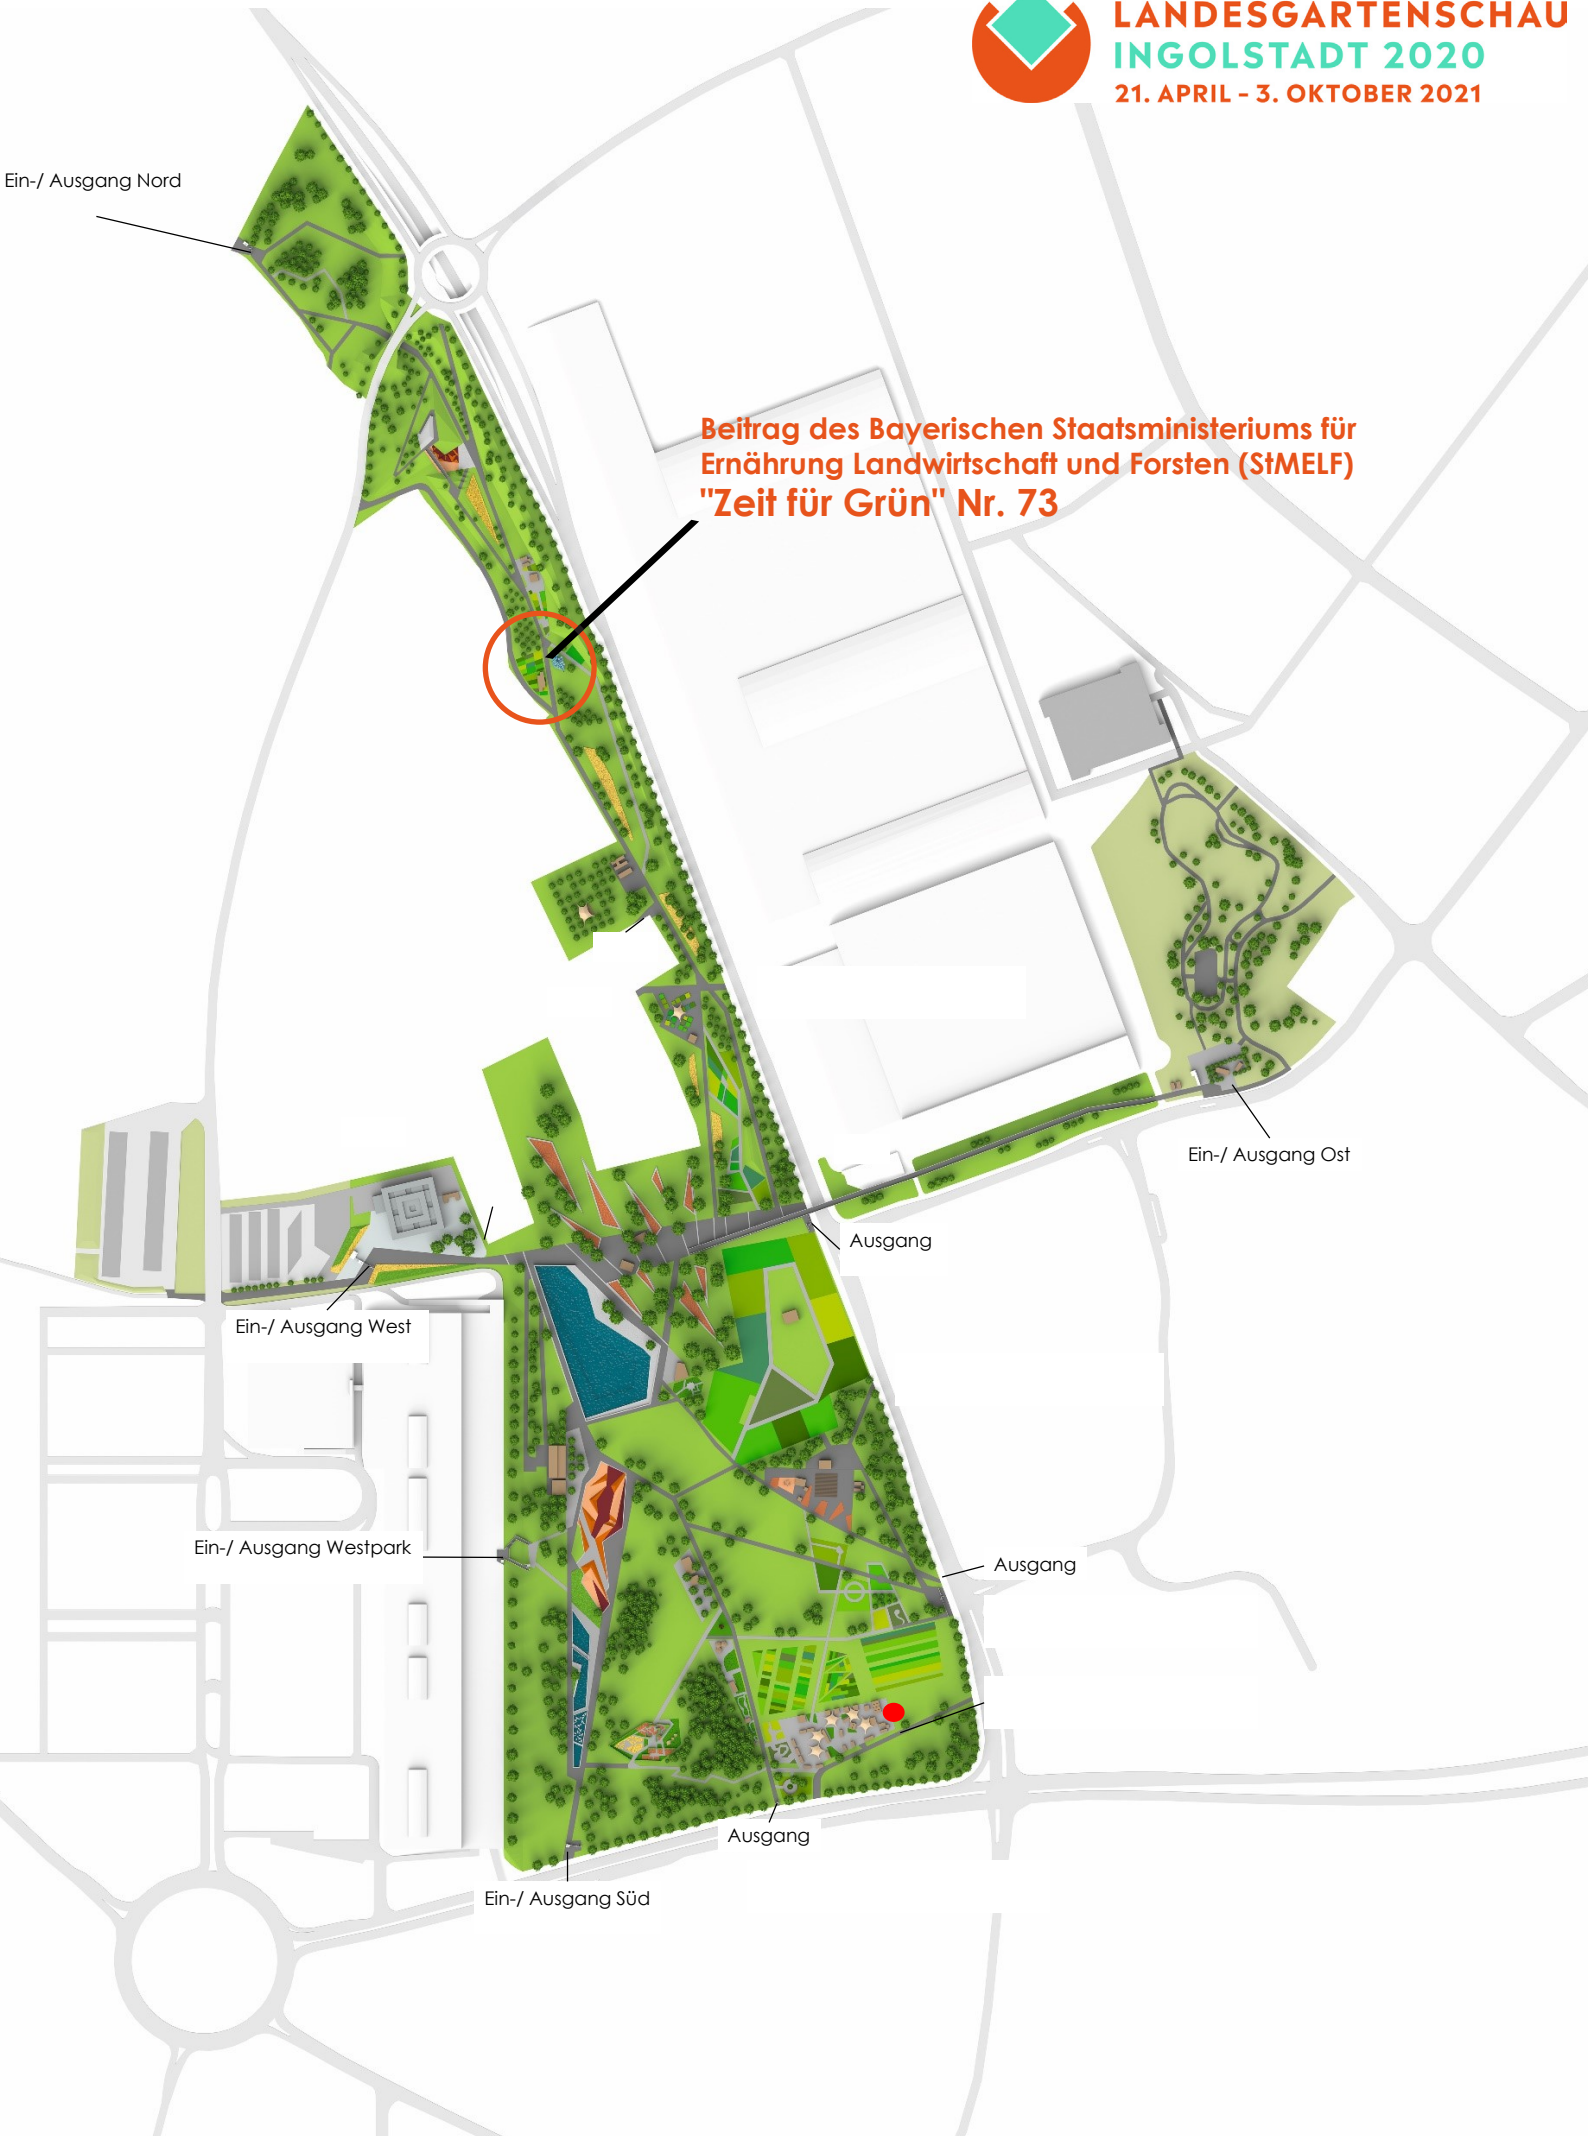 LANDESGARTENSCHAU
INGOLSTADT 2020
21. APRIL – 3. OKTOBER 2021
Ein-/ Ausgang Nord
Beitrag des Bayerischen Staatsministeriums für
Ernährung Landwirtschaft und Forsten (StMELF)
"Zeit für Grün" Nr. 73
Ein-/ Ausgang Ost
Ausgang
Ein-/ Ausgang West
Ein-/ Ausgang Westpark
Ausgang
Ausgang
Ein-/ Ausgang Süd